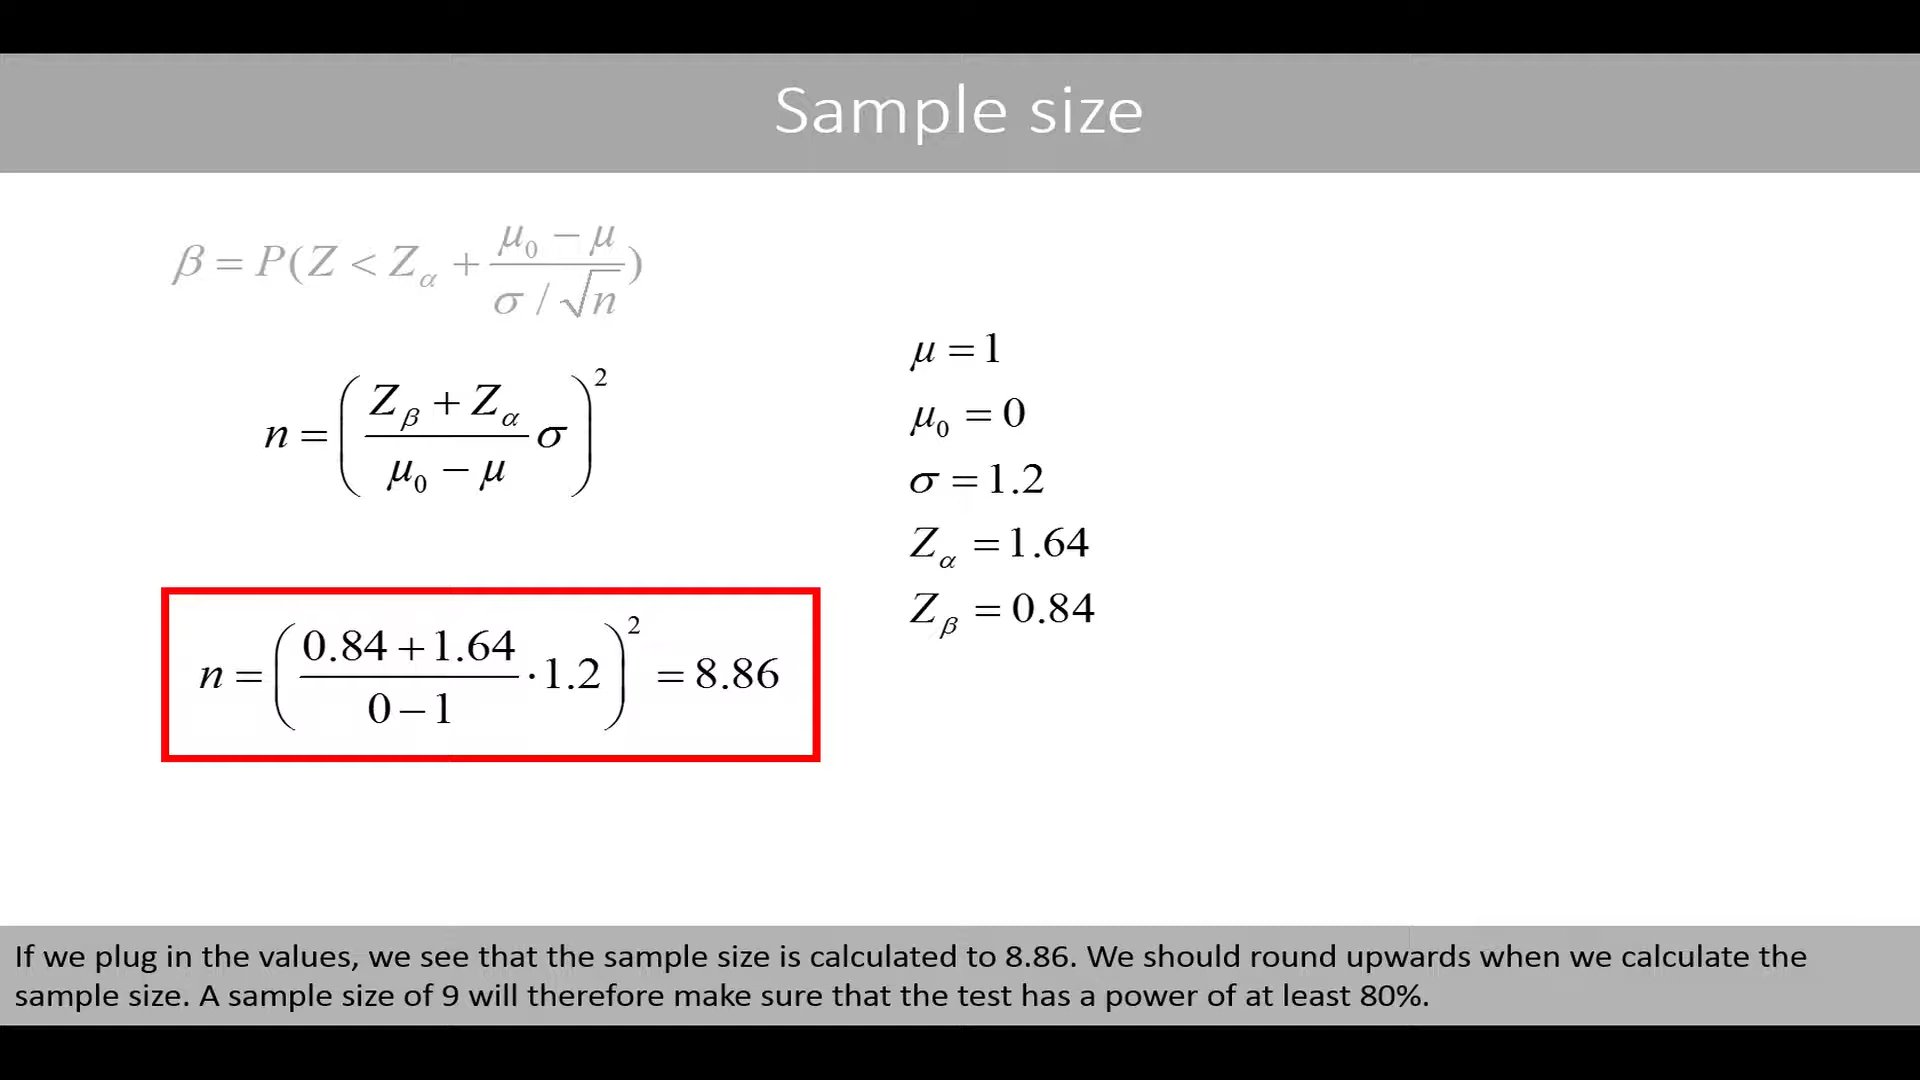 Sample size
β = P(Z < Z_α + (μ₀ − μ) / (σ / √n))
n = ((Z_β + Z_α) / (μ₀ − μ) σ)²
μ = 1
μ₀ = 0
σ = 1.2
Z_α = 1.64
Z_β = 0.84
n = ((0.84 + 1.64) / (0 − 1) · 1.2)² = 8.86
If we plug in the values, we see that the sample size is calculated to 8.86. We should round upwards when we calculate the
sample size. A sample size of 9 will therefore make sure that the test has a power of at least 80%.